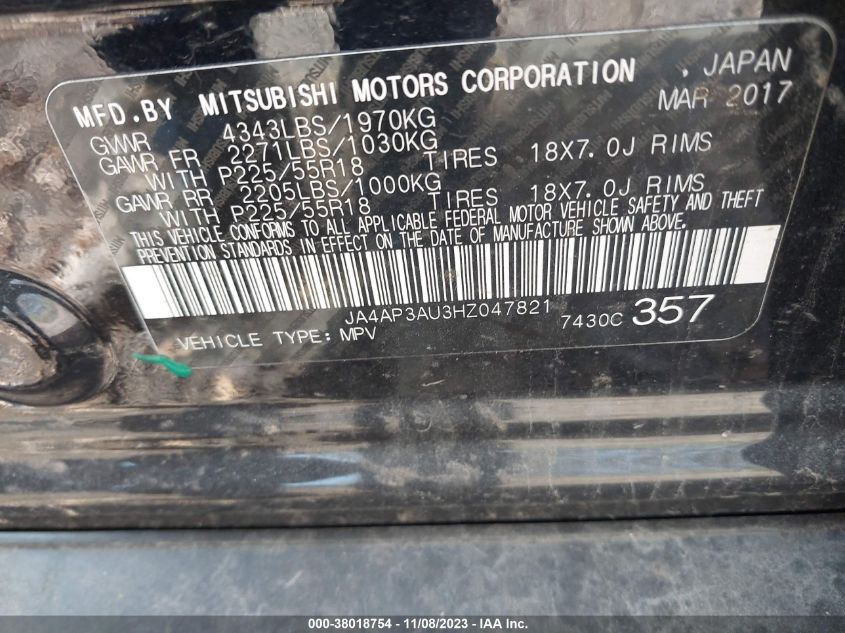 MFD.BY MITSUBISHI MOTORS CORPORATION , JAPAN
MAR 2017
GVWR 4343LBS/1970KG
GAWR FR 2271LBS/1030KG
WITH P225/55R18 TIRES 18X7.0J RIMS
GAWR RR 2205LBS/1000KG
WITH P225/55R18 TIRES 18X7.0J RIMS
THIS VEHICLE CONFORMS TO ALL APPLICABLE FEDERAL MOTOR VEHICLE SAFETY AND THEFT
PREVENTION STANDARDS IN EFFECT ON THE DATE OF MANUFACTURE SHOWN ABOVE.
JA4AP3AU3HZ047821 7430C 357
VEHICLE TYPE: MPV
000-38018754 - 11/08/2023 - IAA Inc.